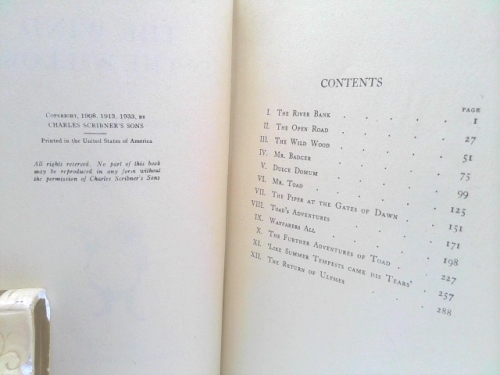 Copyright, 1908, 1913, 1933, by
CHARLES SCRIBNER'S SONS
Printed in the United States of America
All rights reserved. No part of this book
may be reproduced in any form without
the permission of Charles Scribner's Sons
CONTENTS
PAGE
I. The River Bank . . . . 1
II. The Open Road . . . . 27
III. The Wild Wood . . . . 51
IV. Mr. Badger . . . . 75
V. Dulce Domum . . . . 99
VI. Mr. Toad . . . . 125
VII. The Piper at the Gates of Dawn . . 151
VIII. Toad's Adventures . . . . 171
IX. Wayfarers All . . . . 198
X. The Further Adventures of Toad . . 227
XI. 'Like Summer Tempests came his Tears' . 257
XII. The Return of Ulysses . . . . 288